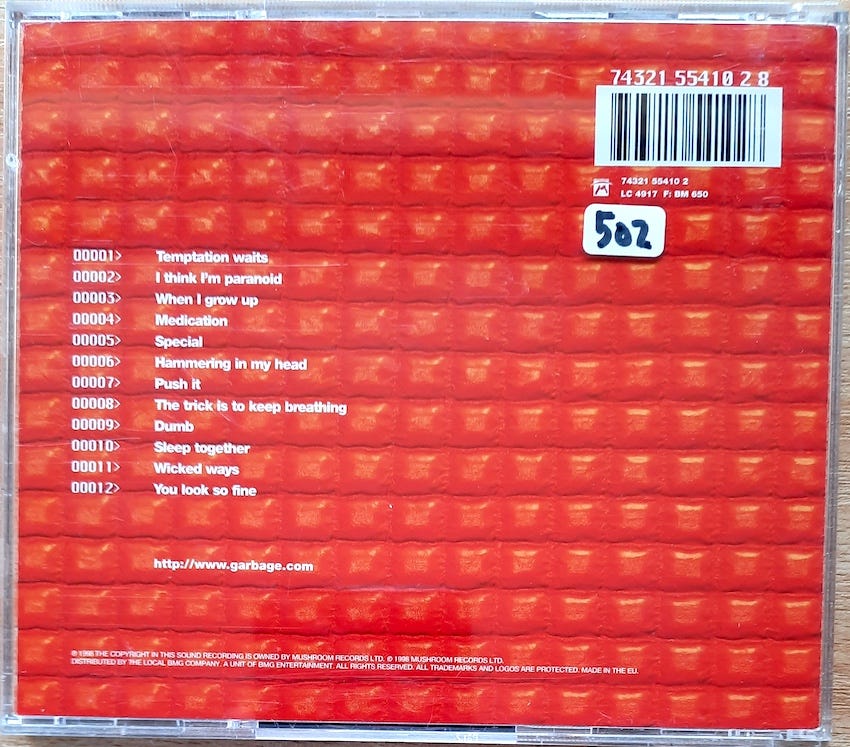 74321 55410 2 8
74321 55410 2
LC 4917 F: BM 650
502
00001> Temptation waits
00002> I think I'm paranoid
00003> When I grow up
00004> Medication
00005> Special
00006> Hammering in my head
00007> Push it
00008> The trick is to keep breathing
00009> Dumb
00010> Sleep together
00011> Wicked ways
00012> You look so fine
http://www.garbage.com
℗ 1998 THE COPYRIGHT IN THIS SOUND RECORDING IS OWNED BY MUSHROOM RECORDS LTD. © 1998 MUSHROOM RECORDS LTD.
DISTRIBUTED BY THE LOCAL BMG COMPANY. A UNIT OF BMG ENTERTAINMENT. ALL RIGHTS RESERVED. ALL TRADEMARKS AND LOGOS ARE PROTECTED. MADE IN THE EU.